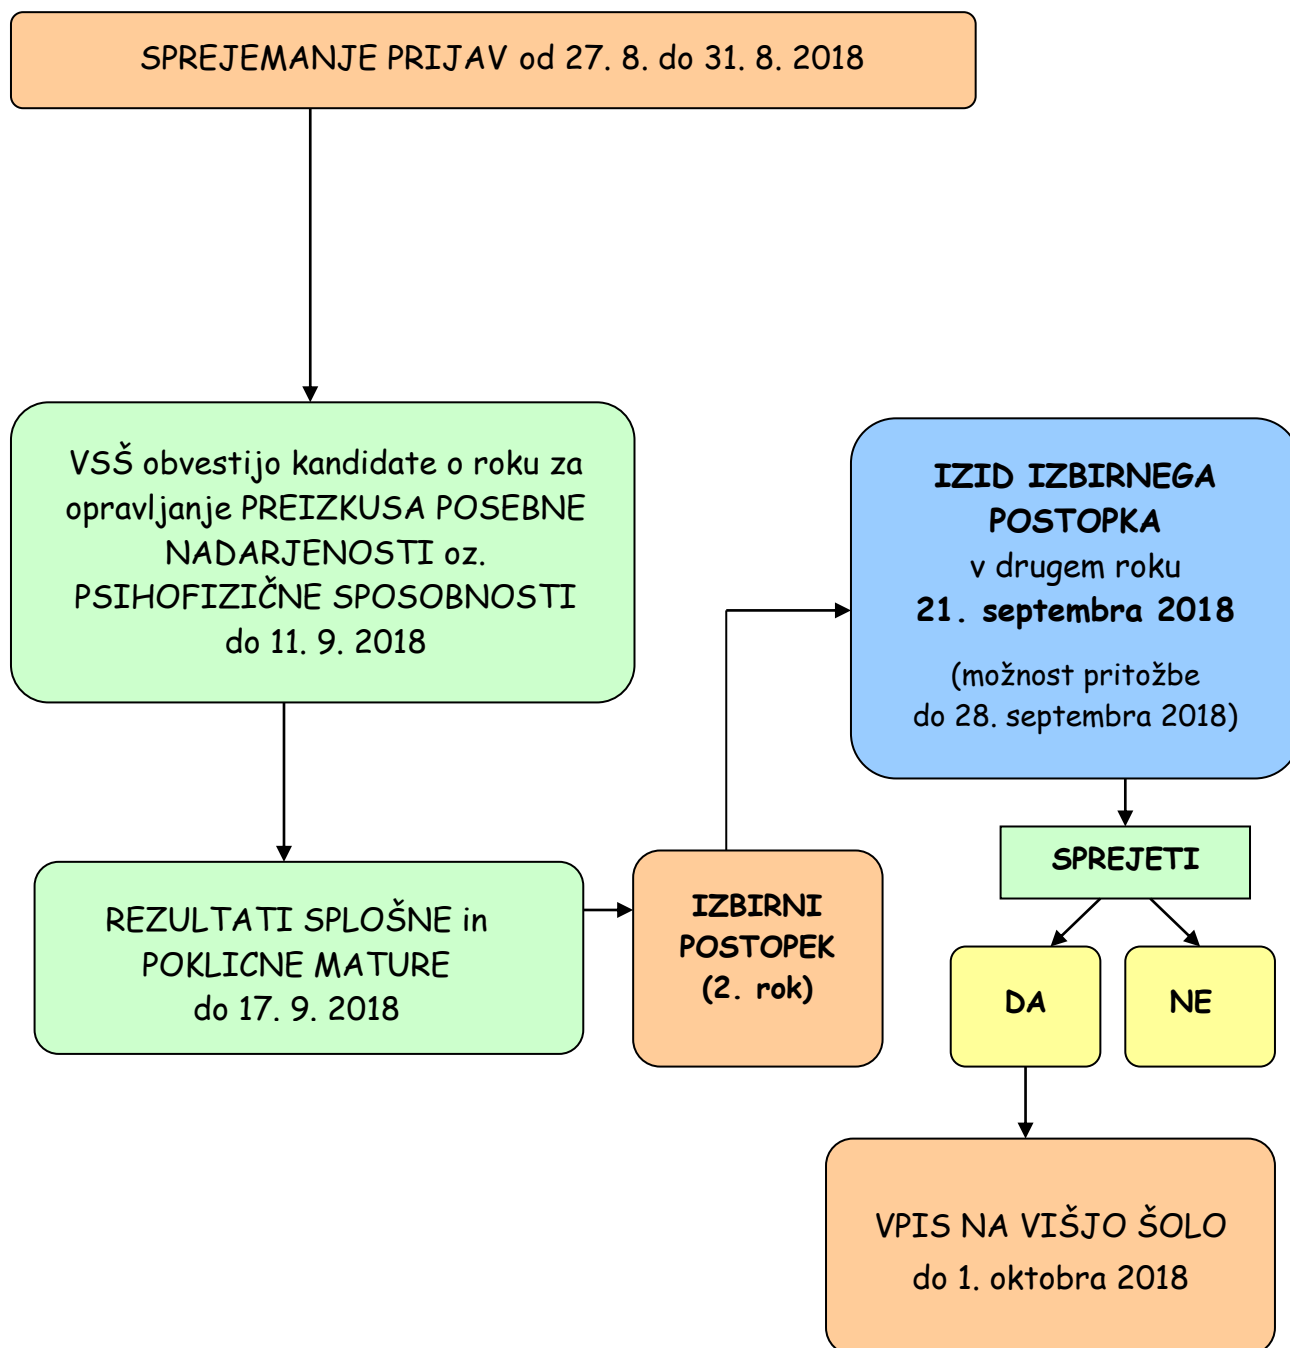 SPREJEMANJE PRIJAV od 27. 8. do 31. 8. 2018
VSŠ obvestijo kandidate o roku za
opravljanje PREIZKUSA POSEBNE
NADARJENOSTI oz.
PSIHOFIZIČNE SPOSOBNOSTI
do 11. 9. 2018
REZULTATI SPLOŠNE in
POKLICNE MATURE
do 17. 9. 2018
IZBIRNI
POSTOPEK
(2. rok)
IZID IZBIRNEGA
POSTOPKA
v drugem roku
21. septembra 2018
(možnost pritožbe
do 28. septembra 2018)
SPREJETI
DA
NE
VPIS NA VIŠJO ŠOLO
do 1. oktobra 2018